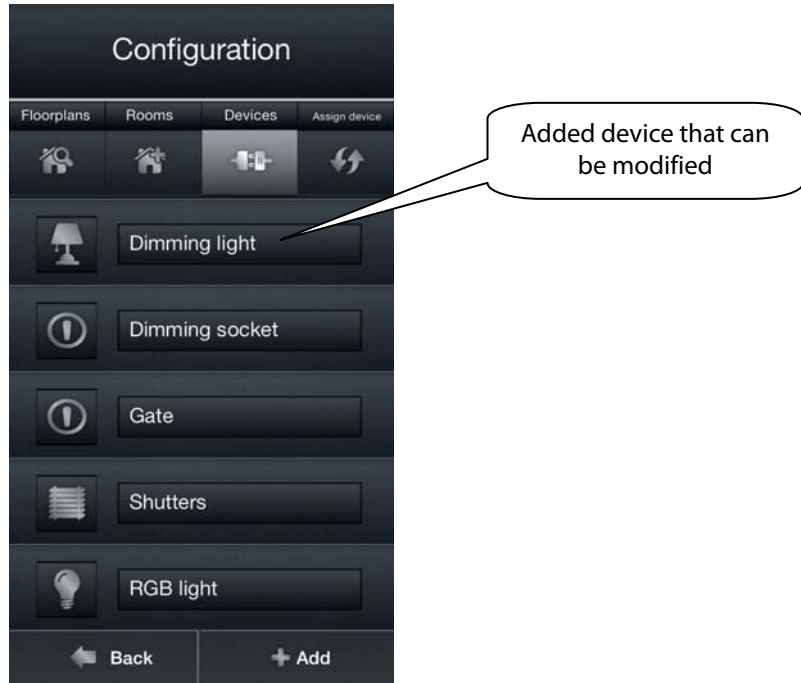 Configuration
Floorplans Rooms Devices Assign device
Added device that can
be modified
Dimming light
Dimming socket
Gate
Shutters
RGB light
Back Add